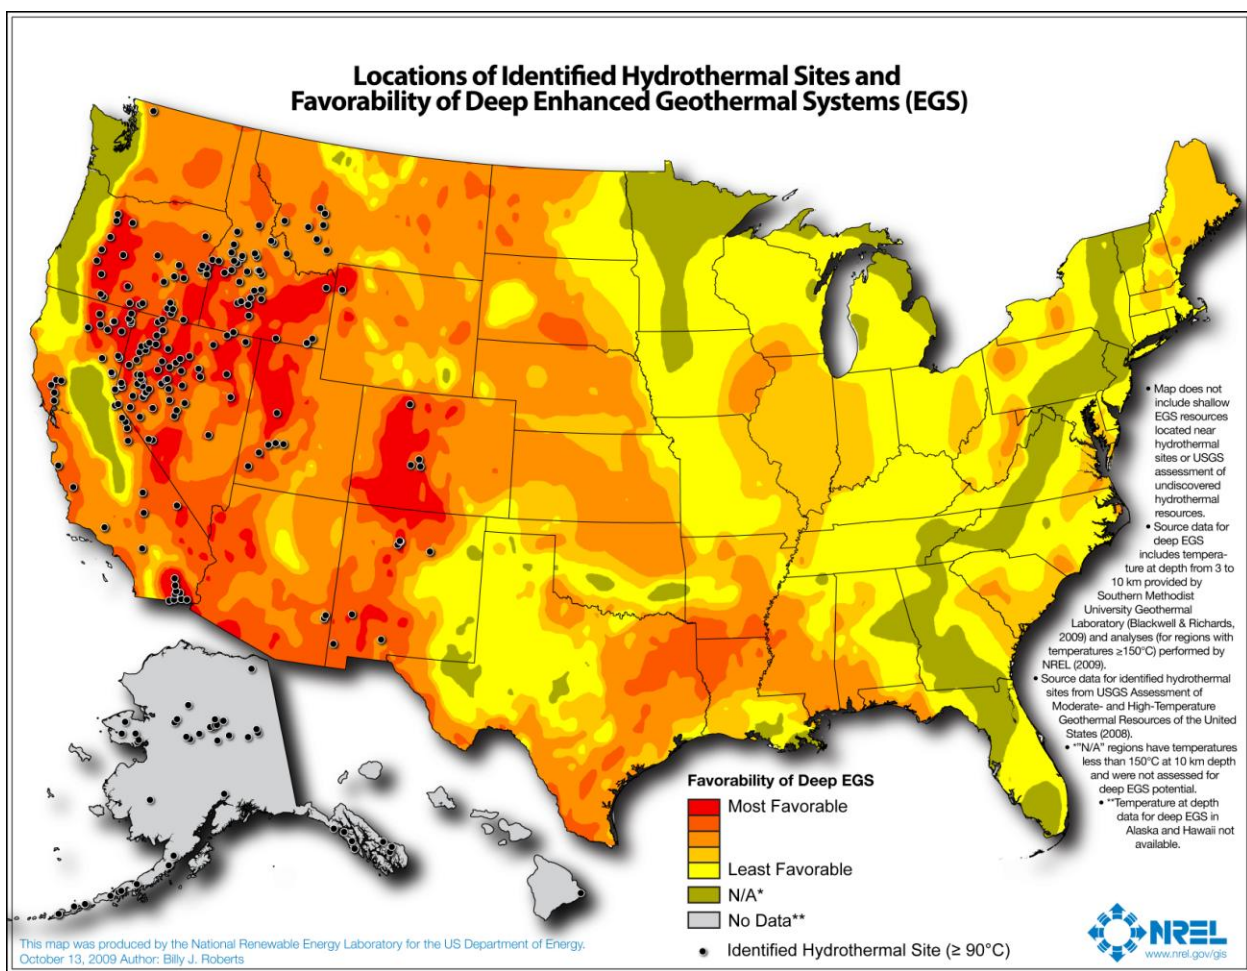 Locations of Identified Hydrothermal Sites and
Favorability of Deep Enhanced Geothermal Systems (EGS)
• Map does not
include shallow
EGS resources
located near
hydrothermal
sites or USGS
assessment of
undiscovered
hydrothermal
resources.
• Source data for
deep EGS
includes tempera-
ture at depth from 3 to
10 km provided by
Southern Methodist
University Geothermal
Laboratory (Blackwell & Richards,
2009) and analyses (for regions with
temperatures ≥150°C) performed by
NREL (2009).
• Source data for identified hydrothermal
sites from USGS Assessment of
Moderate- and High-Temperature
Geothermal Resources of the United
States (2008).
• *"N/A" regions have temperatures
less than 150°C at 10 km depth
and were not assessed for
deep EGS potential.
• **Temperature at depth
data for deep EGS in
Alaska and Hawaii not
available.
Favorability of Deep EGS
Most Favorable
Least Favorable
N/A*
No Data**
Identified Hydrothermal Site (≥ 90°C)
This map was produced by the National Renewable Energy Laboratory for the US Department of Energy.
October 13, 2009 Author: Billy J. Roberts
NREL
www.nrel.gov/gis